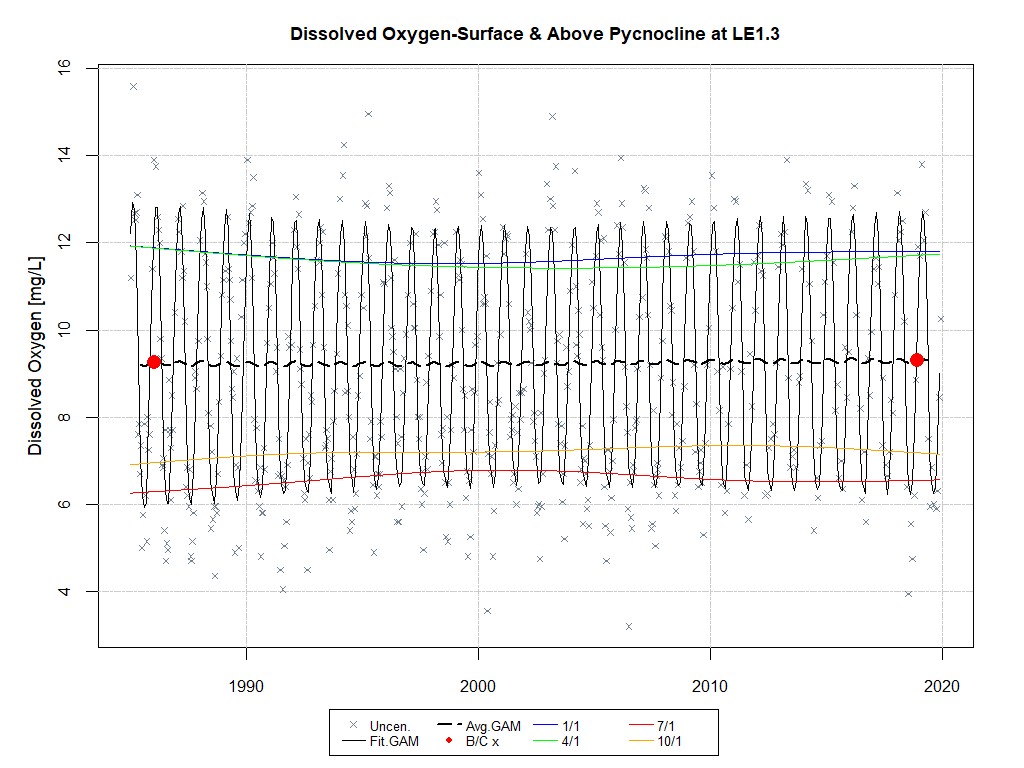 Dissolved Oxygen-Surface & Above Pycnocline at LE1.3
Dissolved Oxygen [mg/L]
16
14
12
10
8
6
4
1990 2000 2010 2020
Uncen. Avg.GAM 1/1 7/1
Fit.GAM B/C x 4/1 10/1